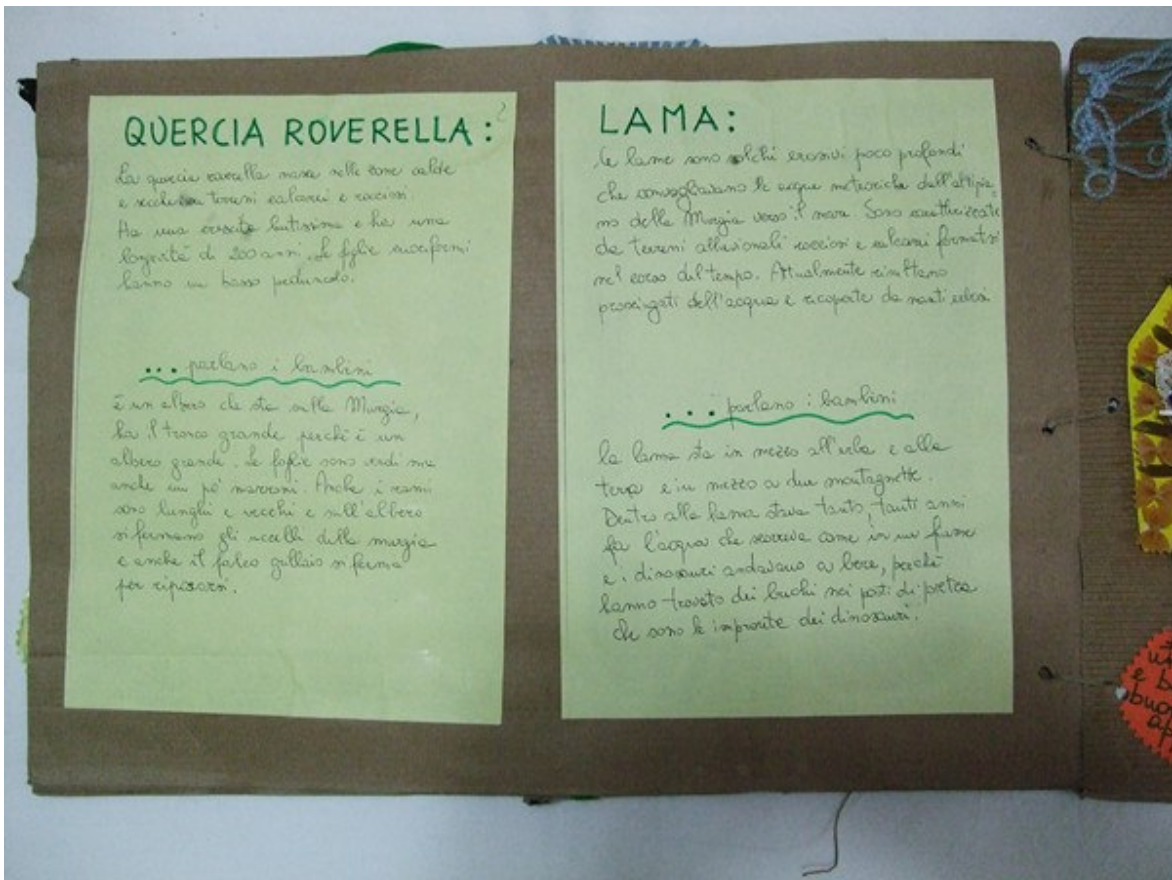 QUERCIA ROVERELLA:
La quercia roverella nasce nelle zone calde
e secche su terreni calcarei e rocciosi.
Ha una crescita lentissima e ha una
longevità di 200 anni. Le foglie cuoriformi
hanno un basso peduncolo.
... parlano i bambini
È un albero che sta sulla Murgia,
ha il tronco grande perché è un
albero grande. Le foglie sono verdi ma
anche un po' marroni. Anche i rami
sono lunghi e vecchi e sull'albero
si fermano gli uccelli della murgia
e anche il falco grillaio si ferma
per riposarsi.
LAMA:
Le lame sono solchi erosivi poco profondi
che convogliavano le acque meteoriche dall'altipia
no della Murgia verso il mare. Sono caratterizzate
da terreni alluvionali rocciosi e formatisi
nel corso del tempo. Attualmente risultano
prosciugati dell'acqua e ricoperte da manti erbosi
... parlano i bambini
la lama sta in mezzo all'erba e alla
terra e in mezzo a due montagnette.
Dentro alla lama stava tanto, tanti anni
fa l'acqua che scorreva come in un fiume
e i dinosauri andavano a bere, perché
hanno trovato dei buchi nei posti di pietra
che sono le impronte dei dinosauri.